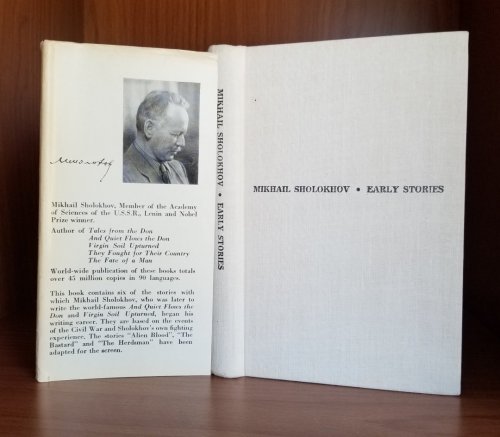 Mikhail Sholokhov, Member of the Academy
of Sciences of the U.S.S.R., Lenin and Nobel
Prize winner.
Author of Tales from the Don
And Quiet Flows the Don
Virgin Soil Upturned
They Fought for Their Country
The Fate of a Man
World-wide publication of these books totals
over 45 million copies in 90 languages.
This book contains six of the stories with
which Mikhail Sholokhov, who was later to
write the world-famous And Quiet Flows the
Don and Virgin Soil Upturned, began his
writing career. They are based on the events
of the Civil War and Sholokhov's own fighting
experience. The stories "Alien Blood", "The
Bastard" and "The Herdsman" have been
adapted for the screen.
MIKHAIL SHOLOKHOV • EARLY STORIES
MIKHAIL SHOLOKHOV • EARLY STORIES